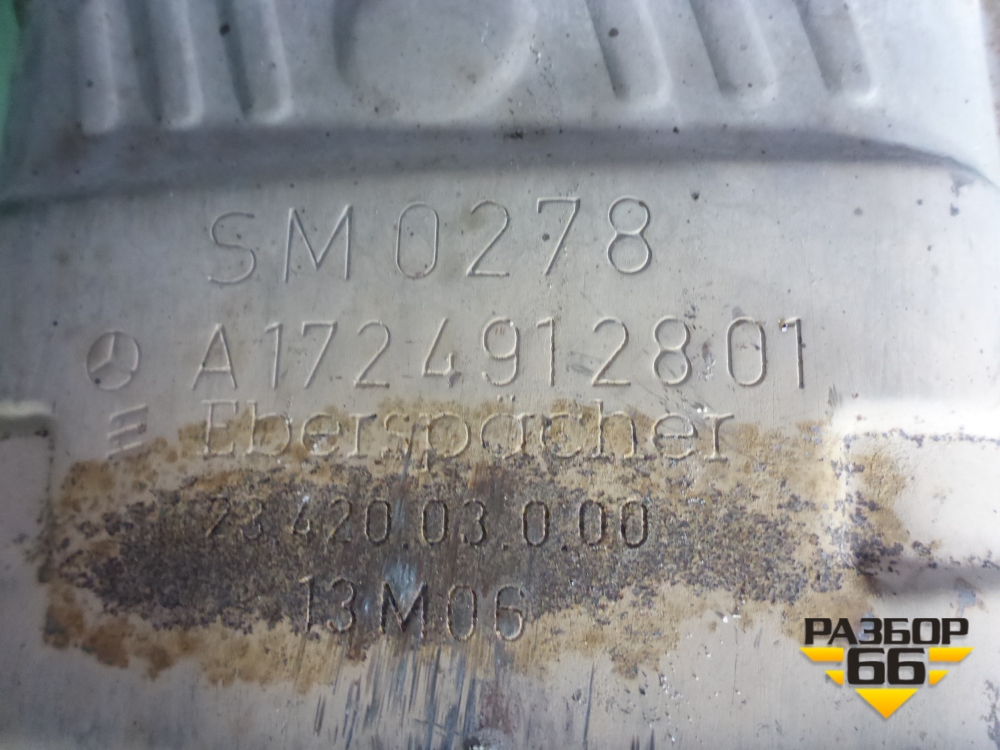 SM0278
A1724912801
Eberspächer
23.420.03.0.00
13M06
РАЗБОР
66